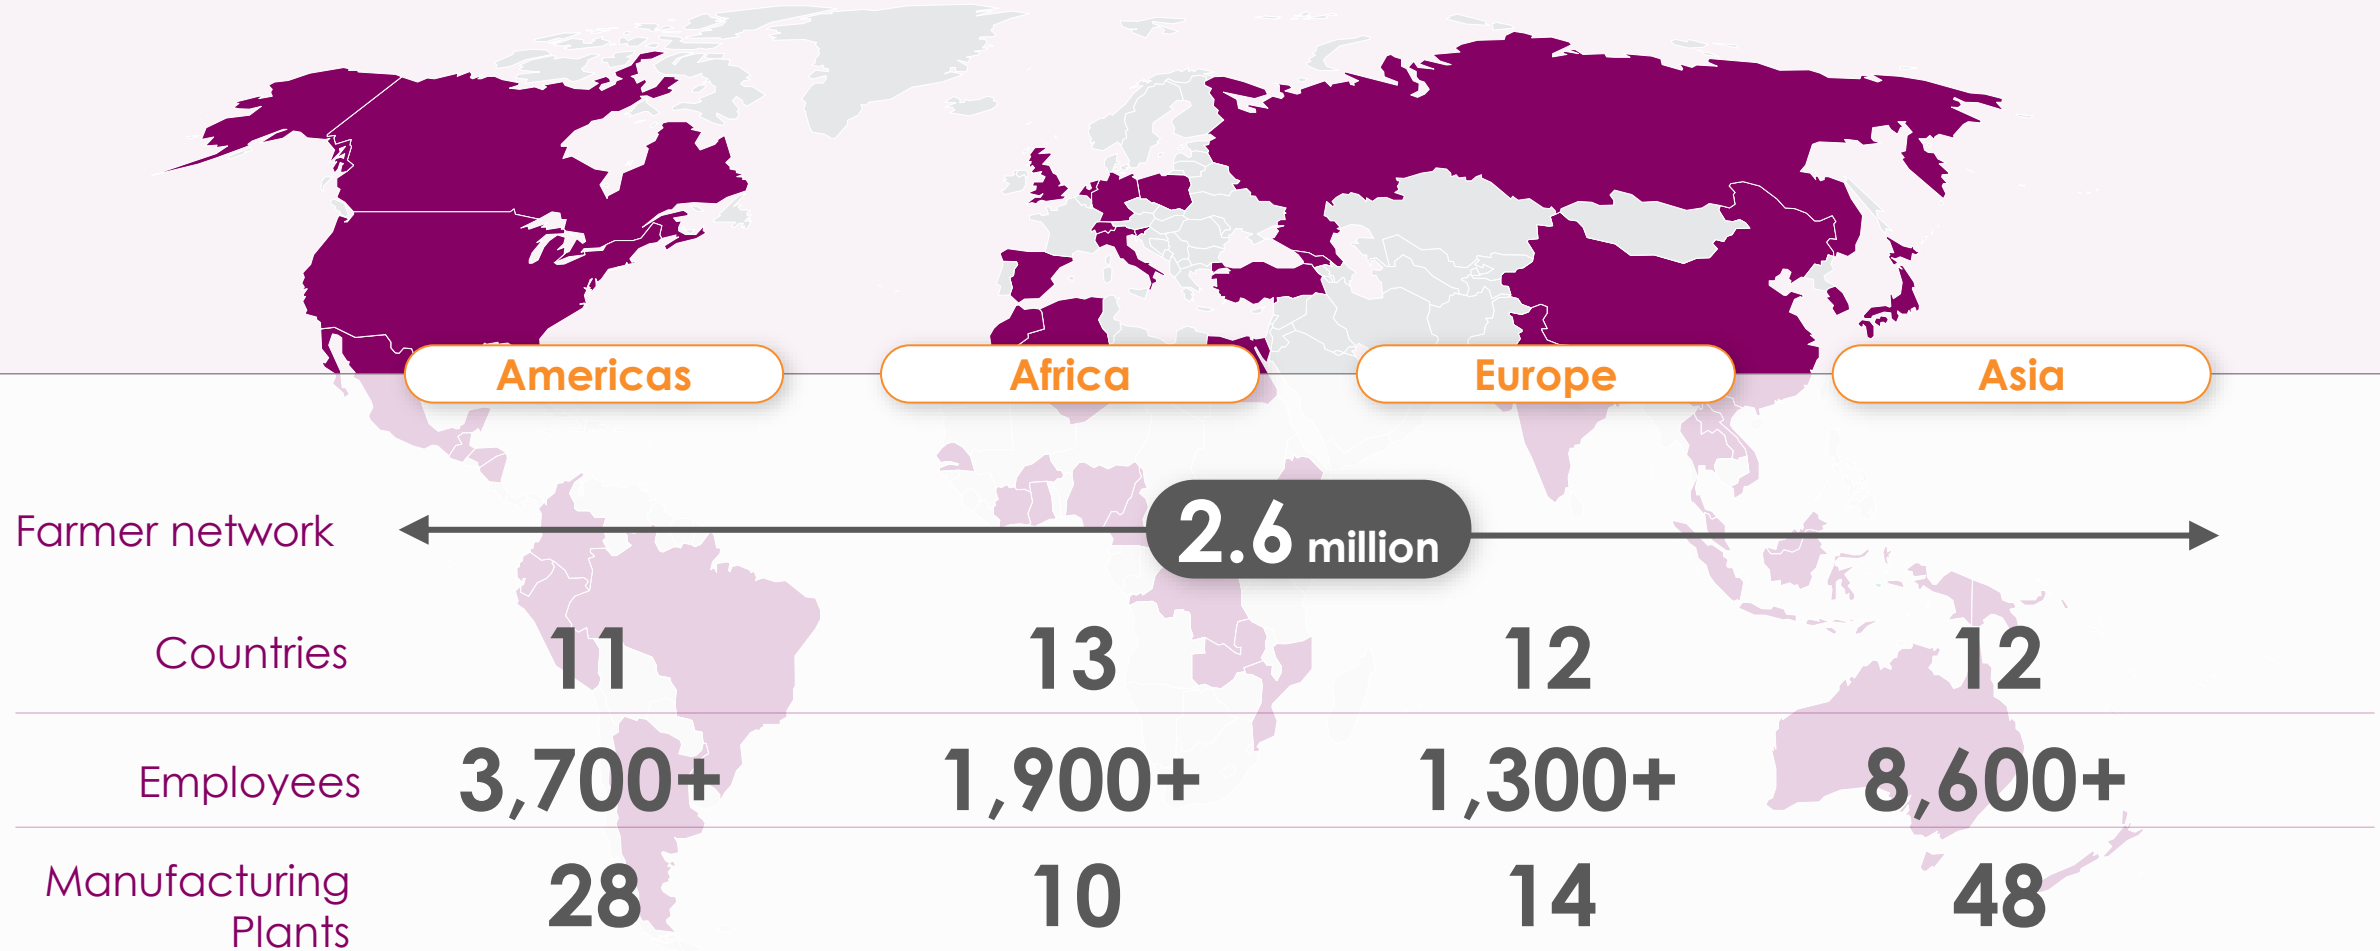 Americas Africa Europe Asia
Farmer network 2.6 million
Countries 11 13 12 12
Employees 3,700+ 1,900+ 1,300+ 8,600+
Manufacturing
Plants 28 10 14 48